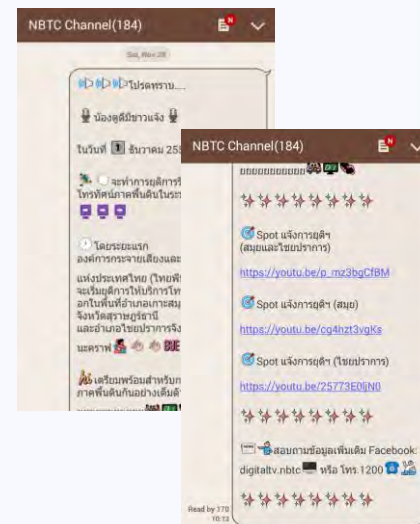 NBTC Channel(184)
Sat, Nov 28
โปรดทราบ....
น้องดูดีมีข่าวแจ้ง
ในวันที่ 1 ธันวาคม 255
จะทำการยุติการรั
โทรทัศน์ภาคพื้นดินในระ
โดยระยะแรก
องค์การกระจายเสียงและ
แห่งประเทศไทย (ไทยพี
จะเริ่มยุติการให้บริการโท
อกในพื้นที่อำเภอเกาะสมุ
จังหวัดสุราษฎร์ธานี
และอำเภอไชยปราการจัง
นะคราฟ
เตรียมพร้อมสำหรับก
ภาคพื้นดินกันอย่างเต็มตั
NBTC Channel(184)
Spot แจ้งการยุติฯ
(สมุยและไชยปราการ)
https://youtu.be/p_mz3bgCfBM
Spot แจ้งการยุติฯ (สมุย)
https://youtu.be/cg4hzt3vgKs
Spot แจ้งการยุติฯ (ไชยปราการ)
https://youtu.be/25773E0ljN0
สอบถามข้อมูลเพิ่มเติม Facebook:
digitaltv.nbtc หรือ โทร.1200
Read by 170
10:13